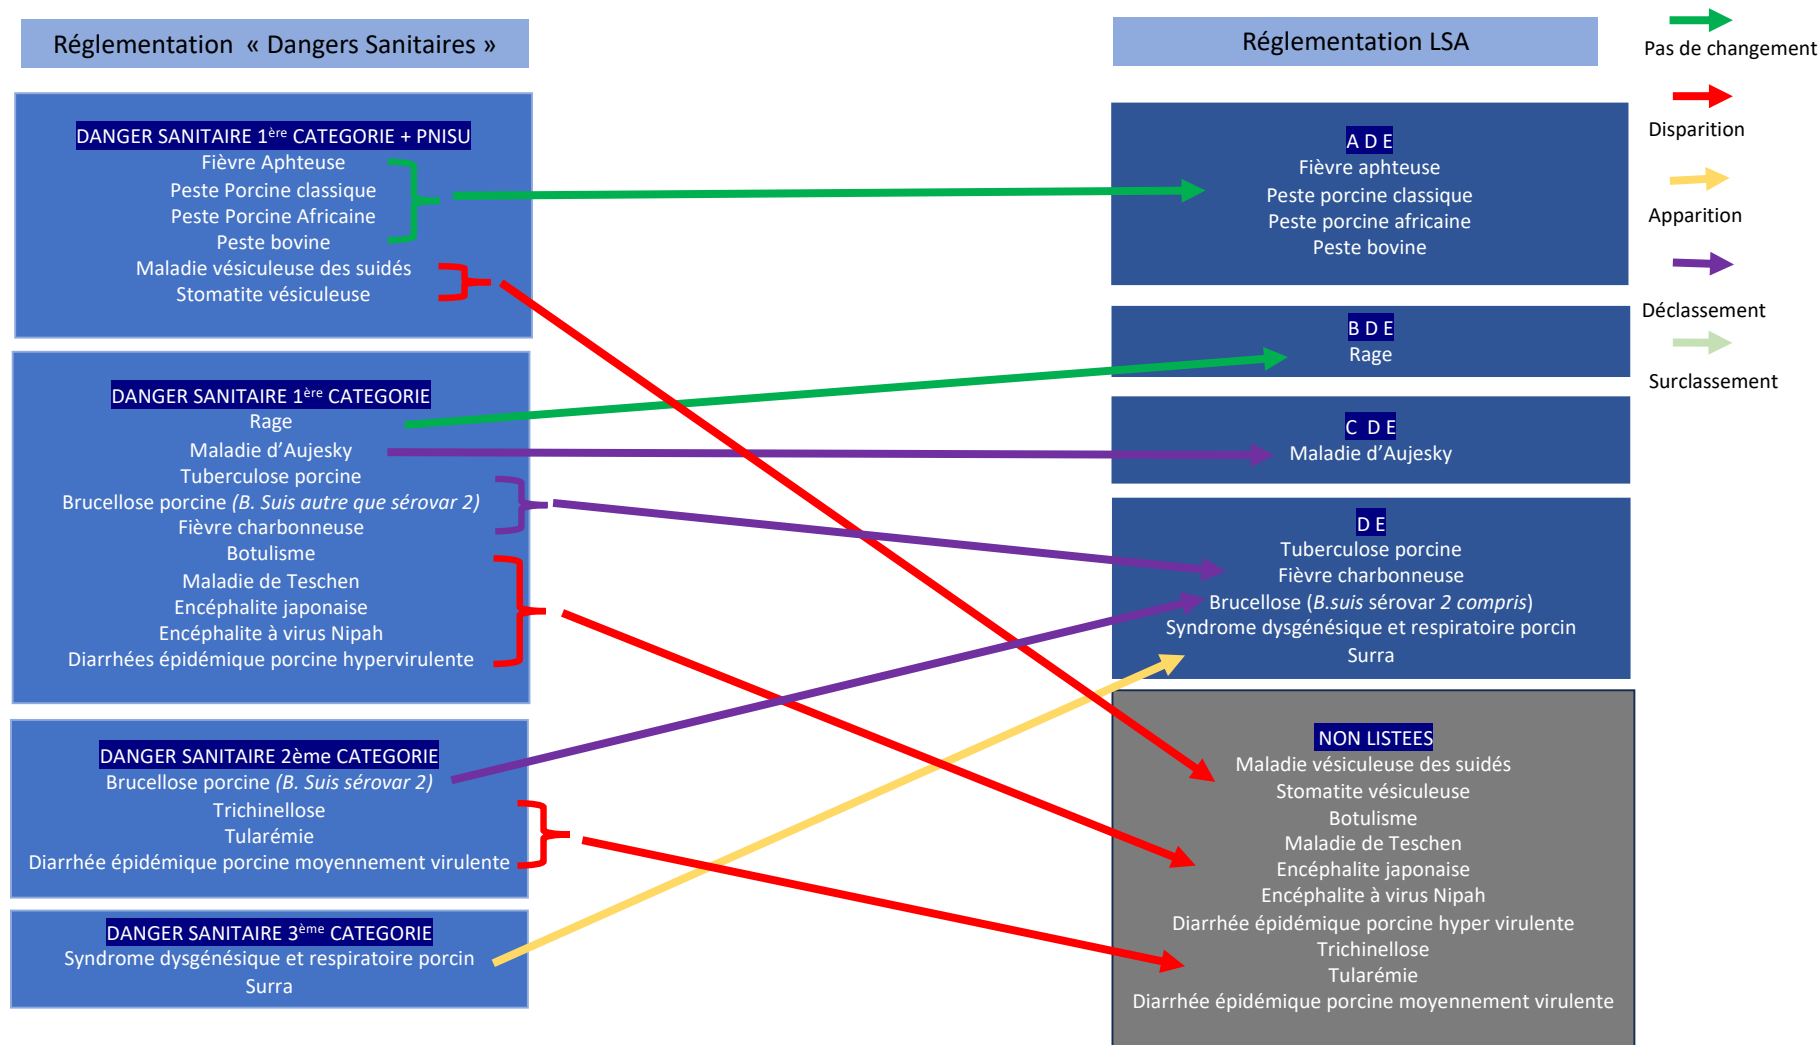 Réglementation « Dangers Sanitaires »
DANGER SANITAIRE 1ère CATEGORIE + PNISU
Fièvre Aphteuse
Peste Porcine classique
Peste Porcine Africaine
Peste bovine
Maladie vésiculeuse des suidés
Stomatite vésiculeuse
DANGER SANITAIRE 1ère CATEGORIE
Rage
Maladie d’Aujesky
Tuberculose porcine
Brucellose porcine (B. Suis autre que sérovar 2)
Fièvre charbonneuse
Botulisme
Maladie de Teschen
Encéphalite japonaise
Encéphalite à virus Nipah
Diarrhées épidémique porcine hypervirulente
DANGER SANITAIRE 2ème CATEGORIE
Brucellose porcine (B. Suis sérovar 2)
Trichinellose
Tularémie
Diarrhée épidémique porcine moyennement virulente
DANGER SANITAIRE 3ème CATEGORIE
Syndrome dysgénésique et respiratoire porcin
Surra
Réglementation LSA
A D E
Fièvre aphteuse
Peste porcine classique
Peste porcine africaine
Peste bovine
B D E
Rage
C D E
Maladie d’Aujesky
D E
Tuberculose porcine
Fièvre charbonneuse
Brucellose (B.suis sérovar 2 compris)
Syndrome dysgénésique et respiratoire porcin
Surra
NON LISTEES
Maladie vésiculeuse des suidés
Stomatite vésiculeuse
Botulisme
Maladie de Teschen
Encéphalite japonaise
Encéphalite à virus Nipah
Diarrhée épidémique porcine hyper virulente
Trichinellose
Tularémie
Diarrhée épidémique porcine moyennement virulente
Pas de changement
Disparition
Apparition
Déclassement
Surclassement